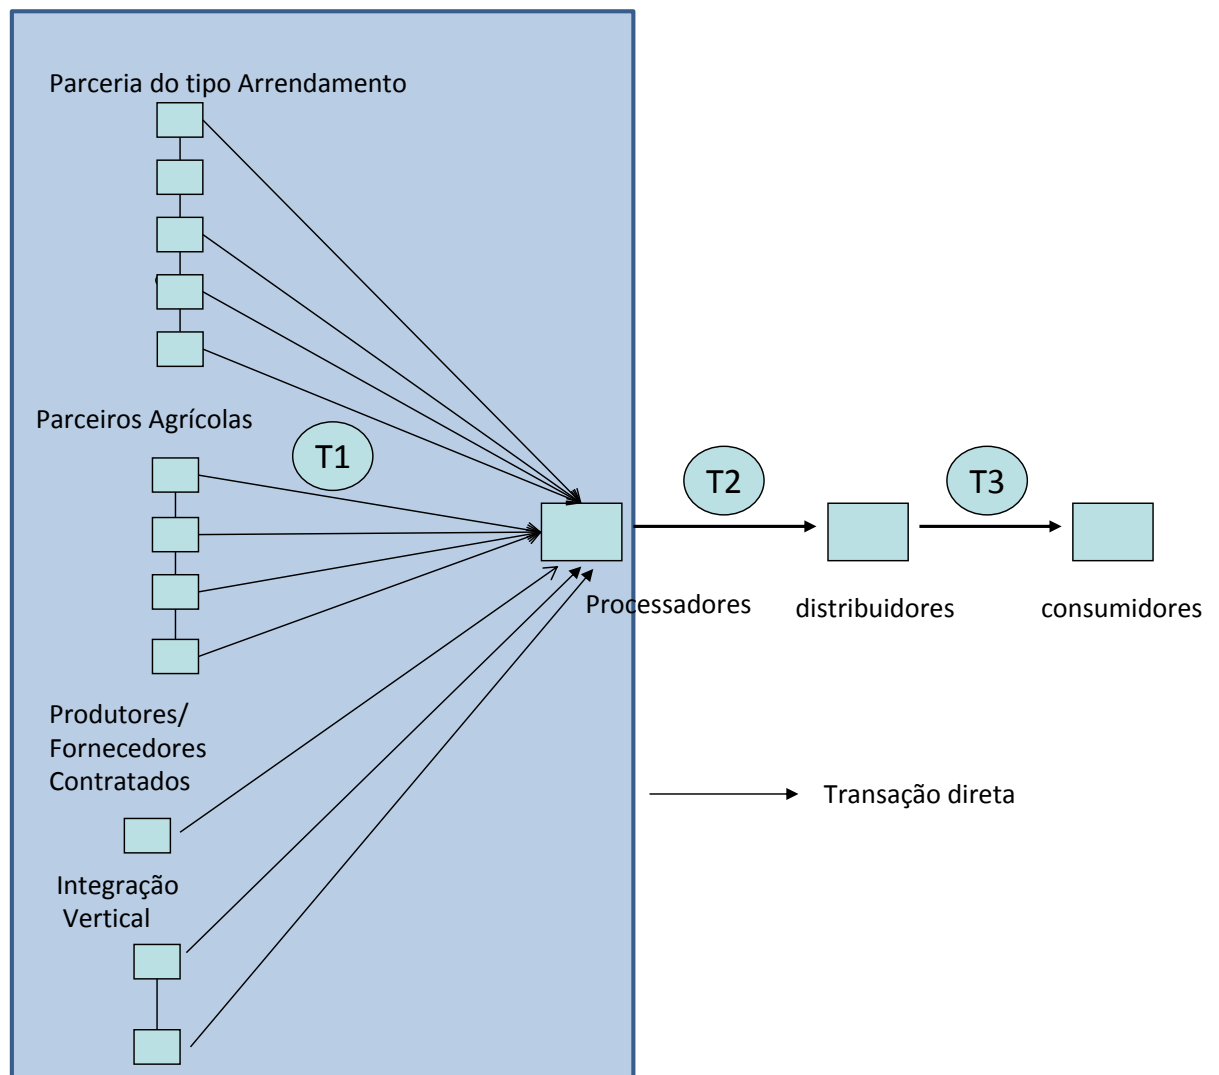 Parceria do tipo Arrendamento
Parceiros Agrícolas
T1
T2
T3
Processadores
distribuidores
consumidores
Produtores/
Fornecedores
Contratados
Transação direta
Integração
Vertical